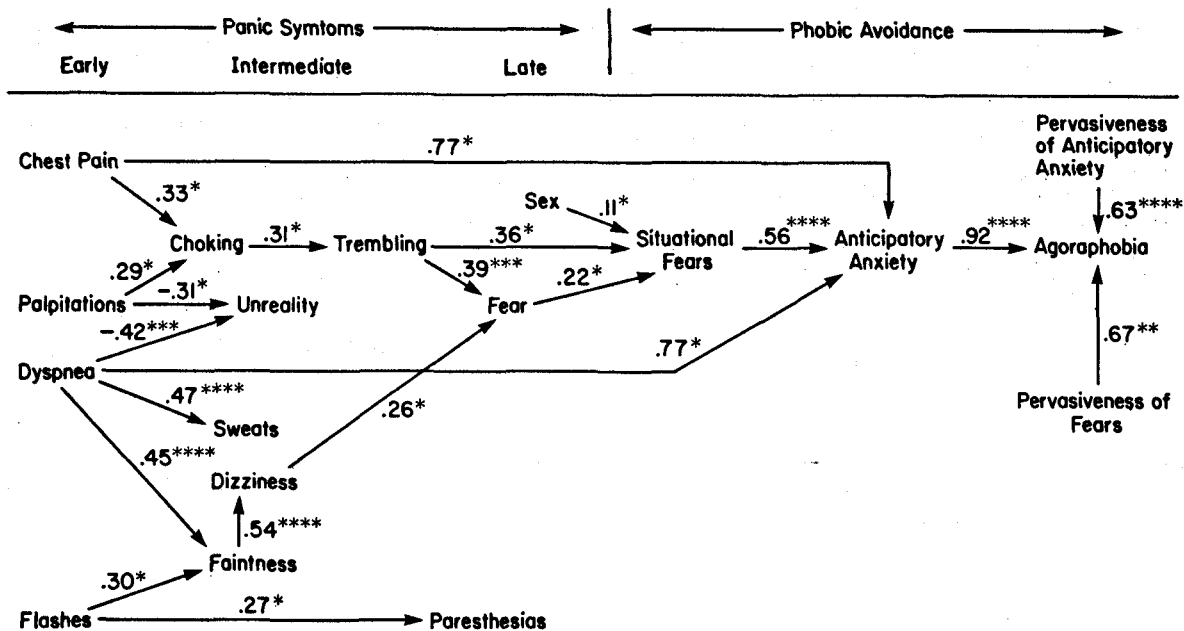 Panic Symtoms
Phobic Avoidance
Early
Intermediate
Late
Pervasiveness
of Anticipatory
Anxiety
Chest Pain
.77*
.33*
Sex
.11*
.63****
Choking
.31*
Trembling
.36*
Situational
Fears
.56****
Anticipatory
Anxiety
.92****
Agoraphobia
.29*
.39***
.22*
Palpitations
-.31*
Unreality
Fear
-.42***
.77*
.67**
Dyspnea
.47****
.26*
Pervasiveness of
Fears
Sweats
.45****
Dizziness
.54****
Faintness
.30*
Flashes
.27*
Paresthesias